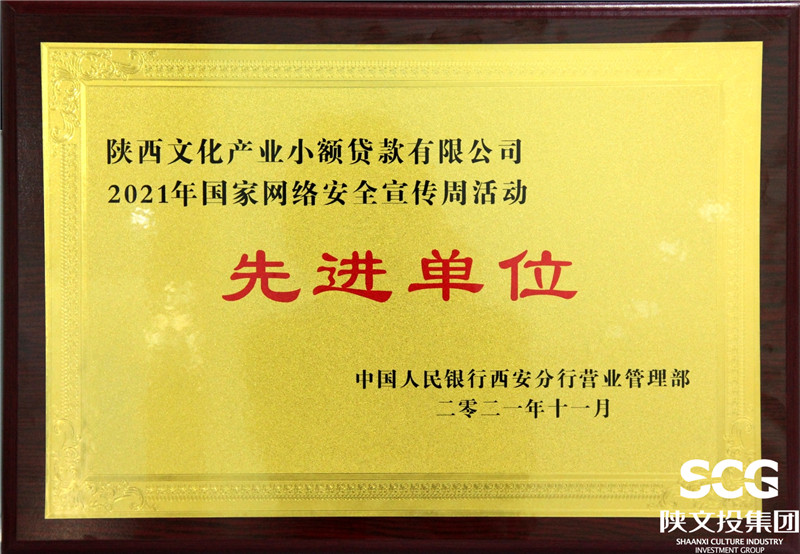 陕西文化产业小额贷款有限公司
2021年国家网络安全宣传周活动
先进单位
中国人民银行西安分行营业管理部
二零二一年十一月
SCG
陕文投集团
SHAANXI CULTURE INDUSTRY
INVESTMENT GROUP